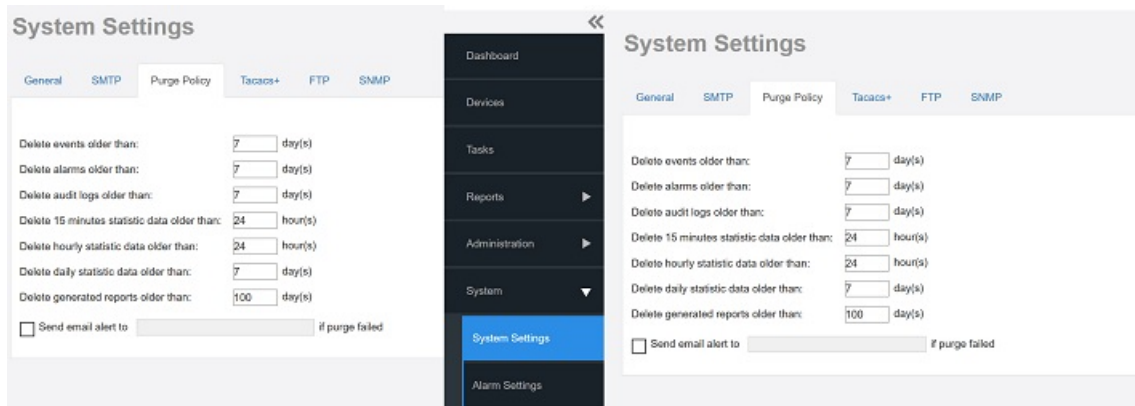 System Settings
General SMTP Purge Policy Tacacs+ FTP SNMP
Delete events older than: 7 day(s)
Delete alarms older than: 7 day(s)
Delete audit logs older than: 7 day(s)
Delete 15 minutes statistic data older than: 24 hour(s)
Delete hourly statistic data older than: 24 hour(s)
Delete daily statistic data older than: 7 day(s)
Delete generated reports older than: 100 day(s)
Send email alert to if purge failed
Dashboard
Devices
Tasks
Reports
Administration
System
System Settings
Alarm Settings
System Settings
General SMTP Purge Policy Tacacs+ FTP SNMP
Delete events older than: 7 day(s)
Delete alarms older than: 7 day(s)
Delete audit logs older than: 7 day(s)
Delete 15 minutes statistic data older than: 24 hour(s)
Delete hourly statistic data older than: 24 hour(s)
Delete daily statistic data older than: 7 day(s)
Delete generated reports older than: 100 day(s)
Send email alert to if purge failed